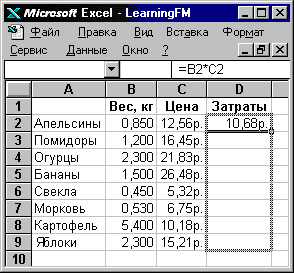 Microsoft Excel - LearningFM
Файл Правка Вид Вставка Формат
Сервис Данные Окно ?
=B2*C2
A B C D
1 Вес, кг Цена Затраты
2 Апельсины 0,850 12,56р. 10,68р.
3 Помидоры 1,200 16,45р.
4 Огурцы 2,300 21,83р.
5 Бананы 1,500 26,48р.
6 Свекла 0,450 5,32р.
7 Морковь 0,530 6,75р.
8 Картофель 5,400 10,18р.
9 Яблоки 2,300 15,21р.
10